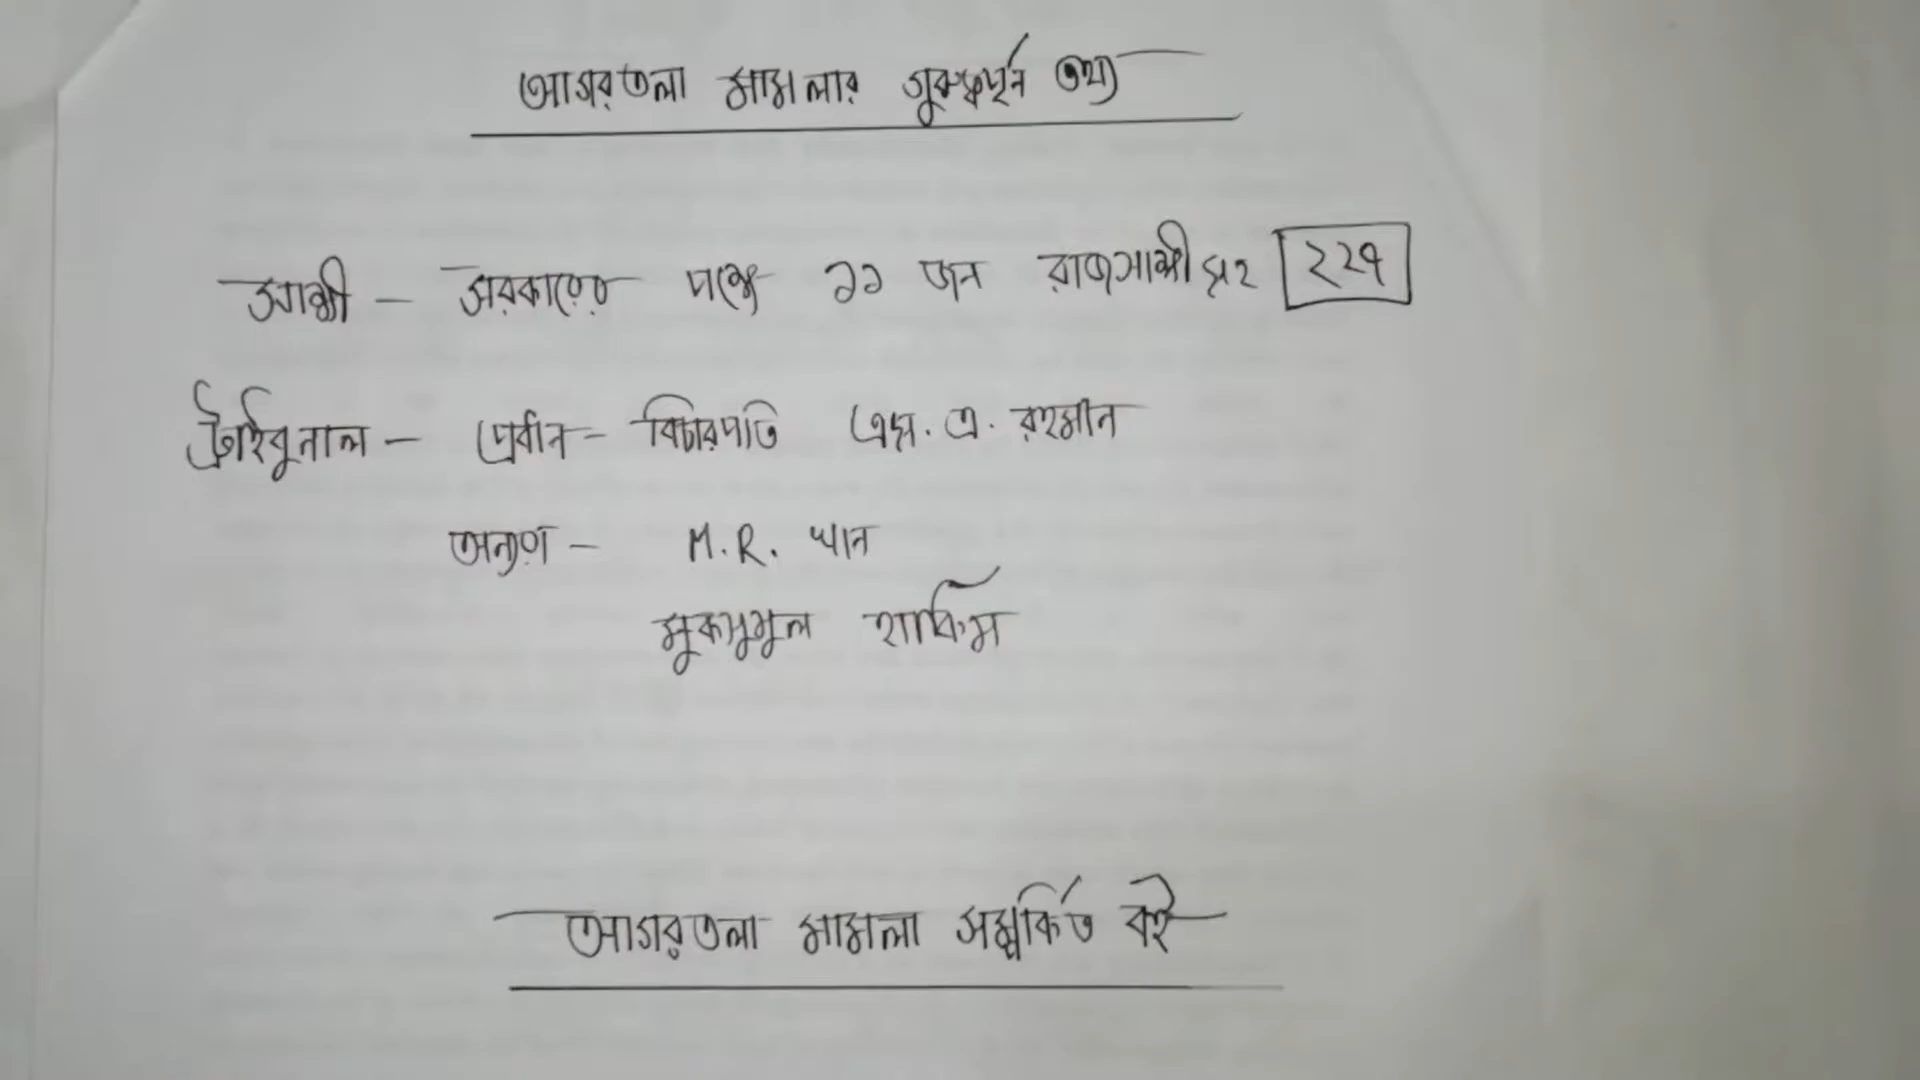 আগরতলা মামলার গুরুত্বপূর্ন তথ্য
সাক্ষী - সরকারের পক্ষে ১১ জন রাজসাক্ষী সহ ২২৭
ট্রাইবুনাল - প্রধান - বিচারপতি এস. এ. রহমান
অন্যরা - M.R. খান
মুকসুমুল হাকিম
আগরতলা মামলা সম্পর্কিত বই